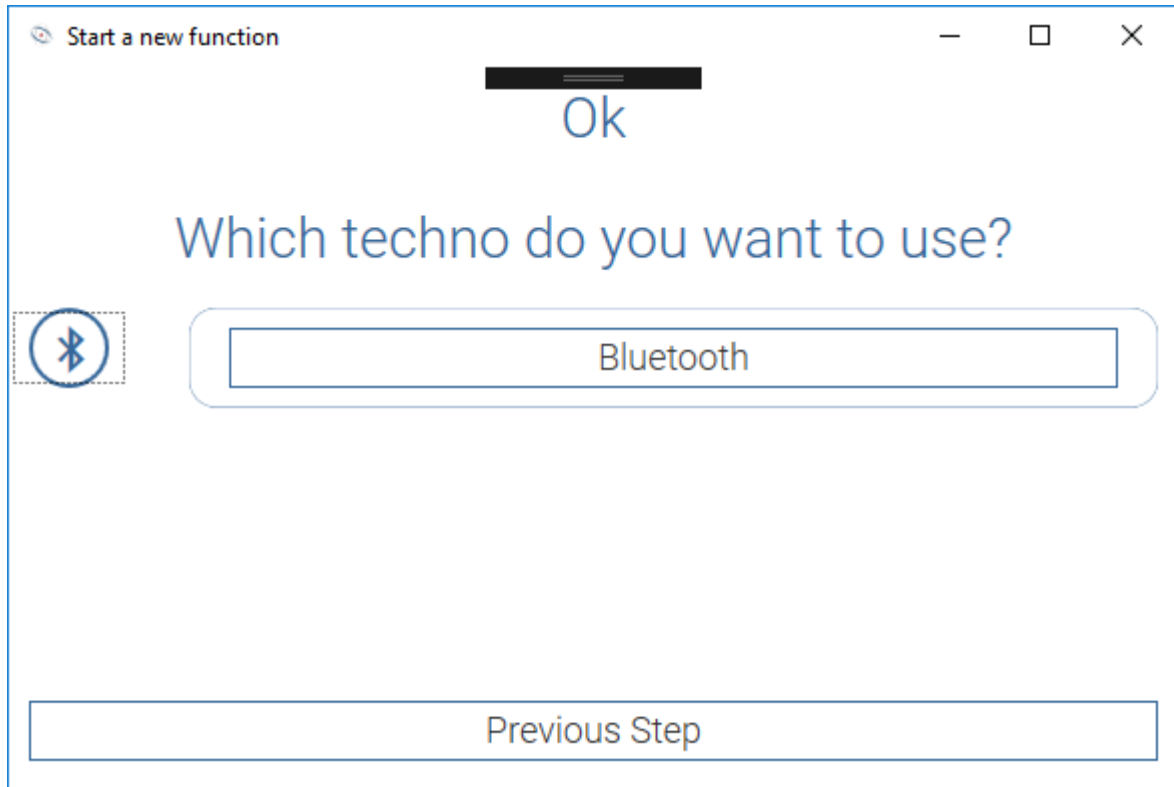 Start a new function
Ok
Which techno do you want to use?
Bluetooth
Previous Step